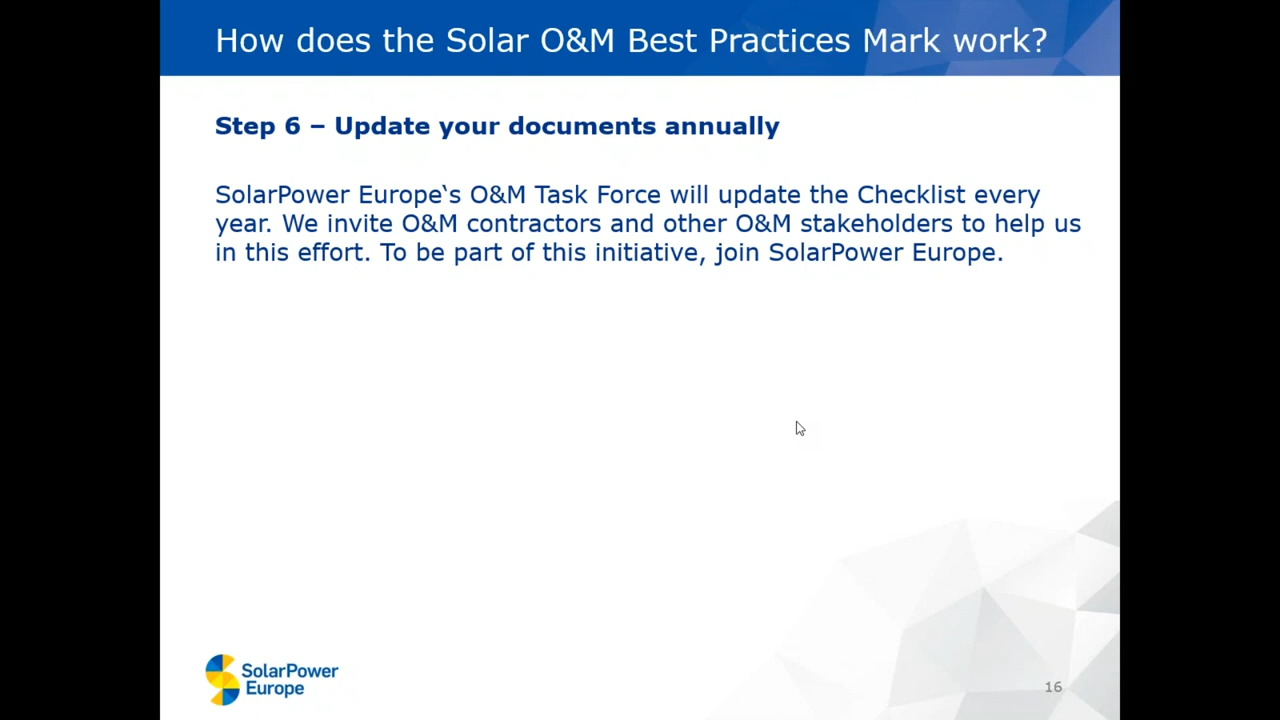 How does the Solar O&M Best Practices Mark work?
Step 6 – Update your documents annually
SolarPower Europe‘s O&M Task Force will update the Checklist every
year. We invite O&M contractors and other O&M stakeholders to help us
in this effort. To be part of this initiative, join SolarPower Europe.
SolarPower
Europe
16